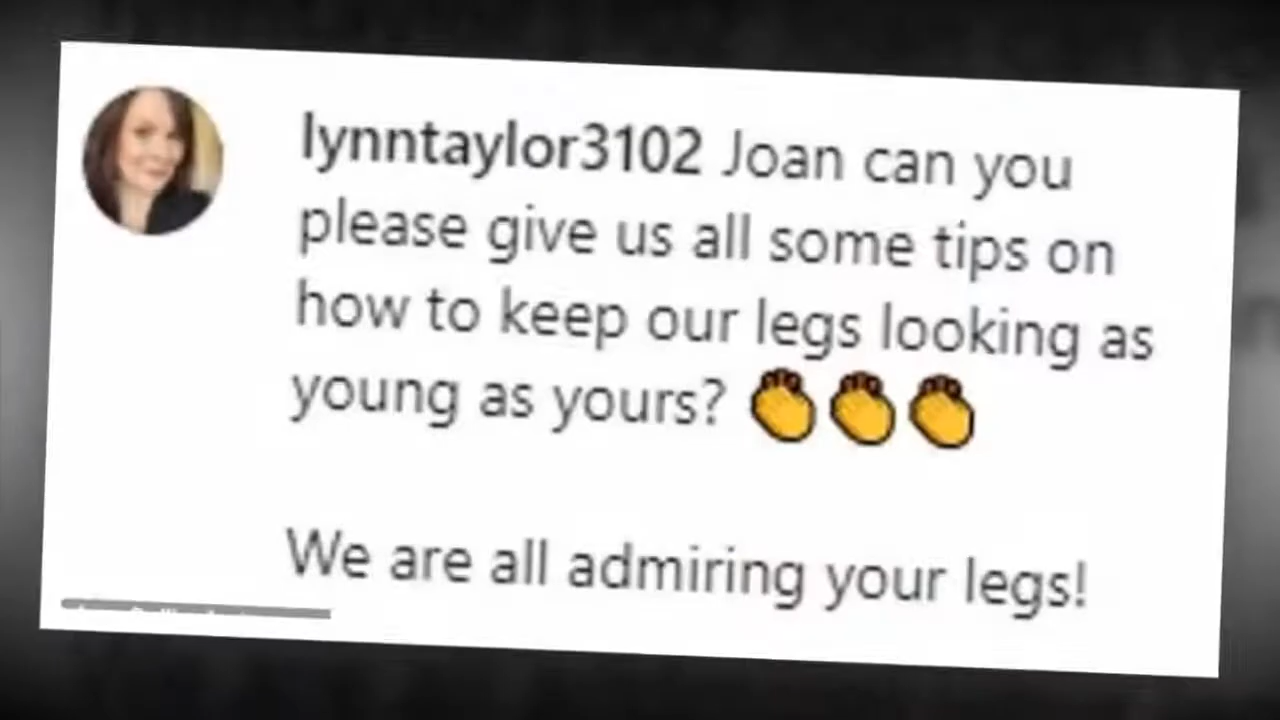 lynntaylor3102 Joan can you
please give us all some tips on
how to keep our legs looking as
young as yours? 👏👏👏
We are all admiring your legs!